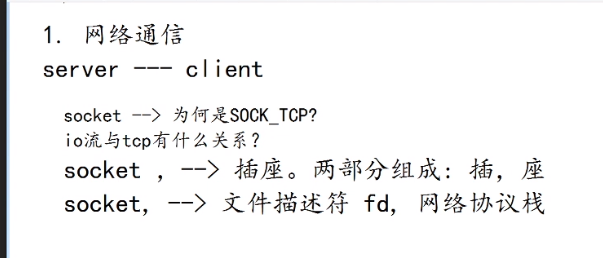 1. 网络通信
server --- client
socket --> 为何是SOCK_TCP?
io流与tcp有什么关系？
socket , --> 插座。两部分组成: 插, 座
socket, --> 文件描述符 fd, 网络协议栈